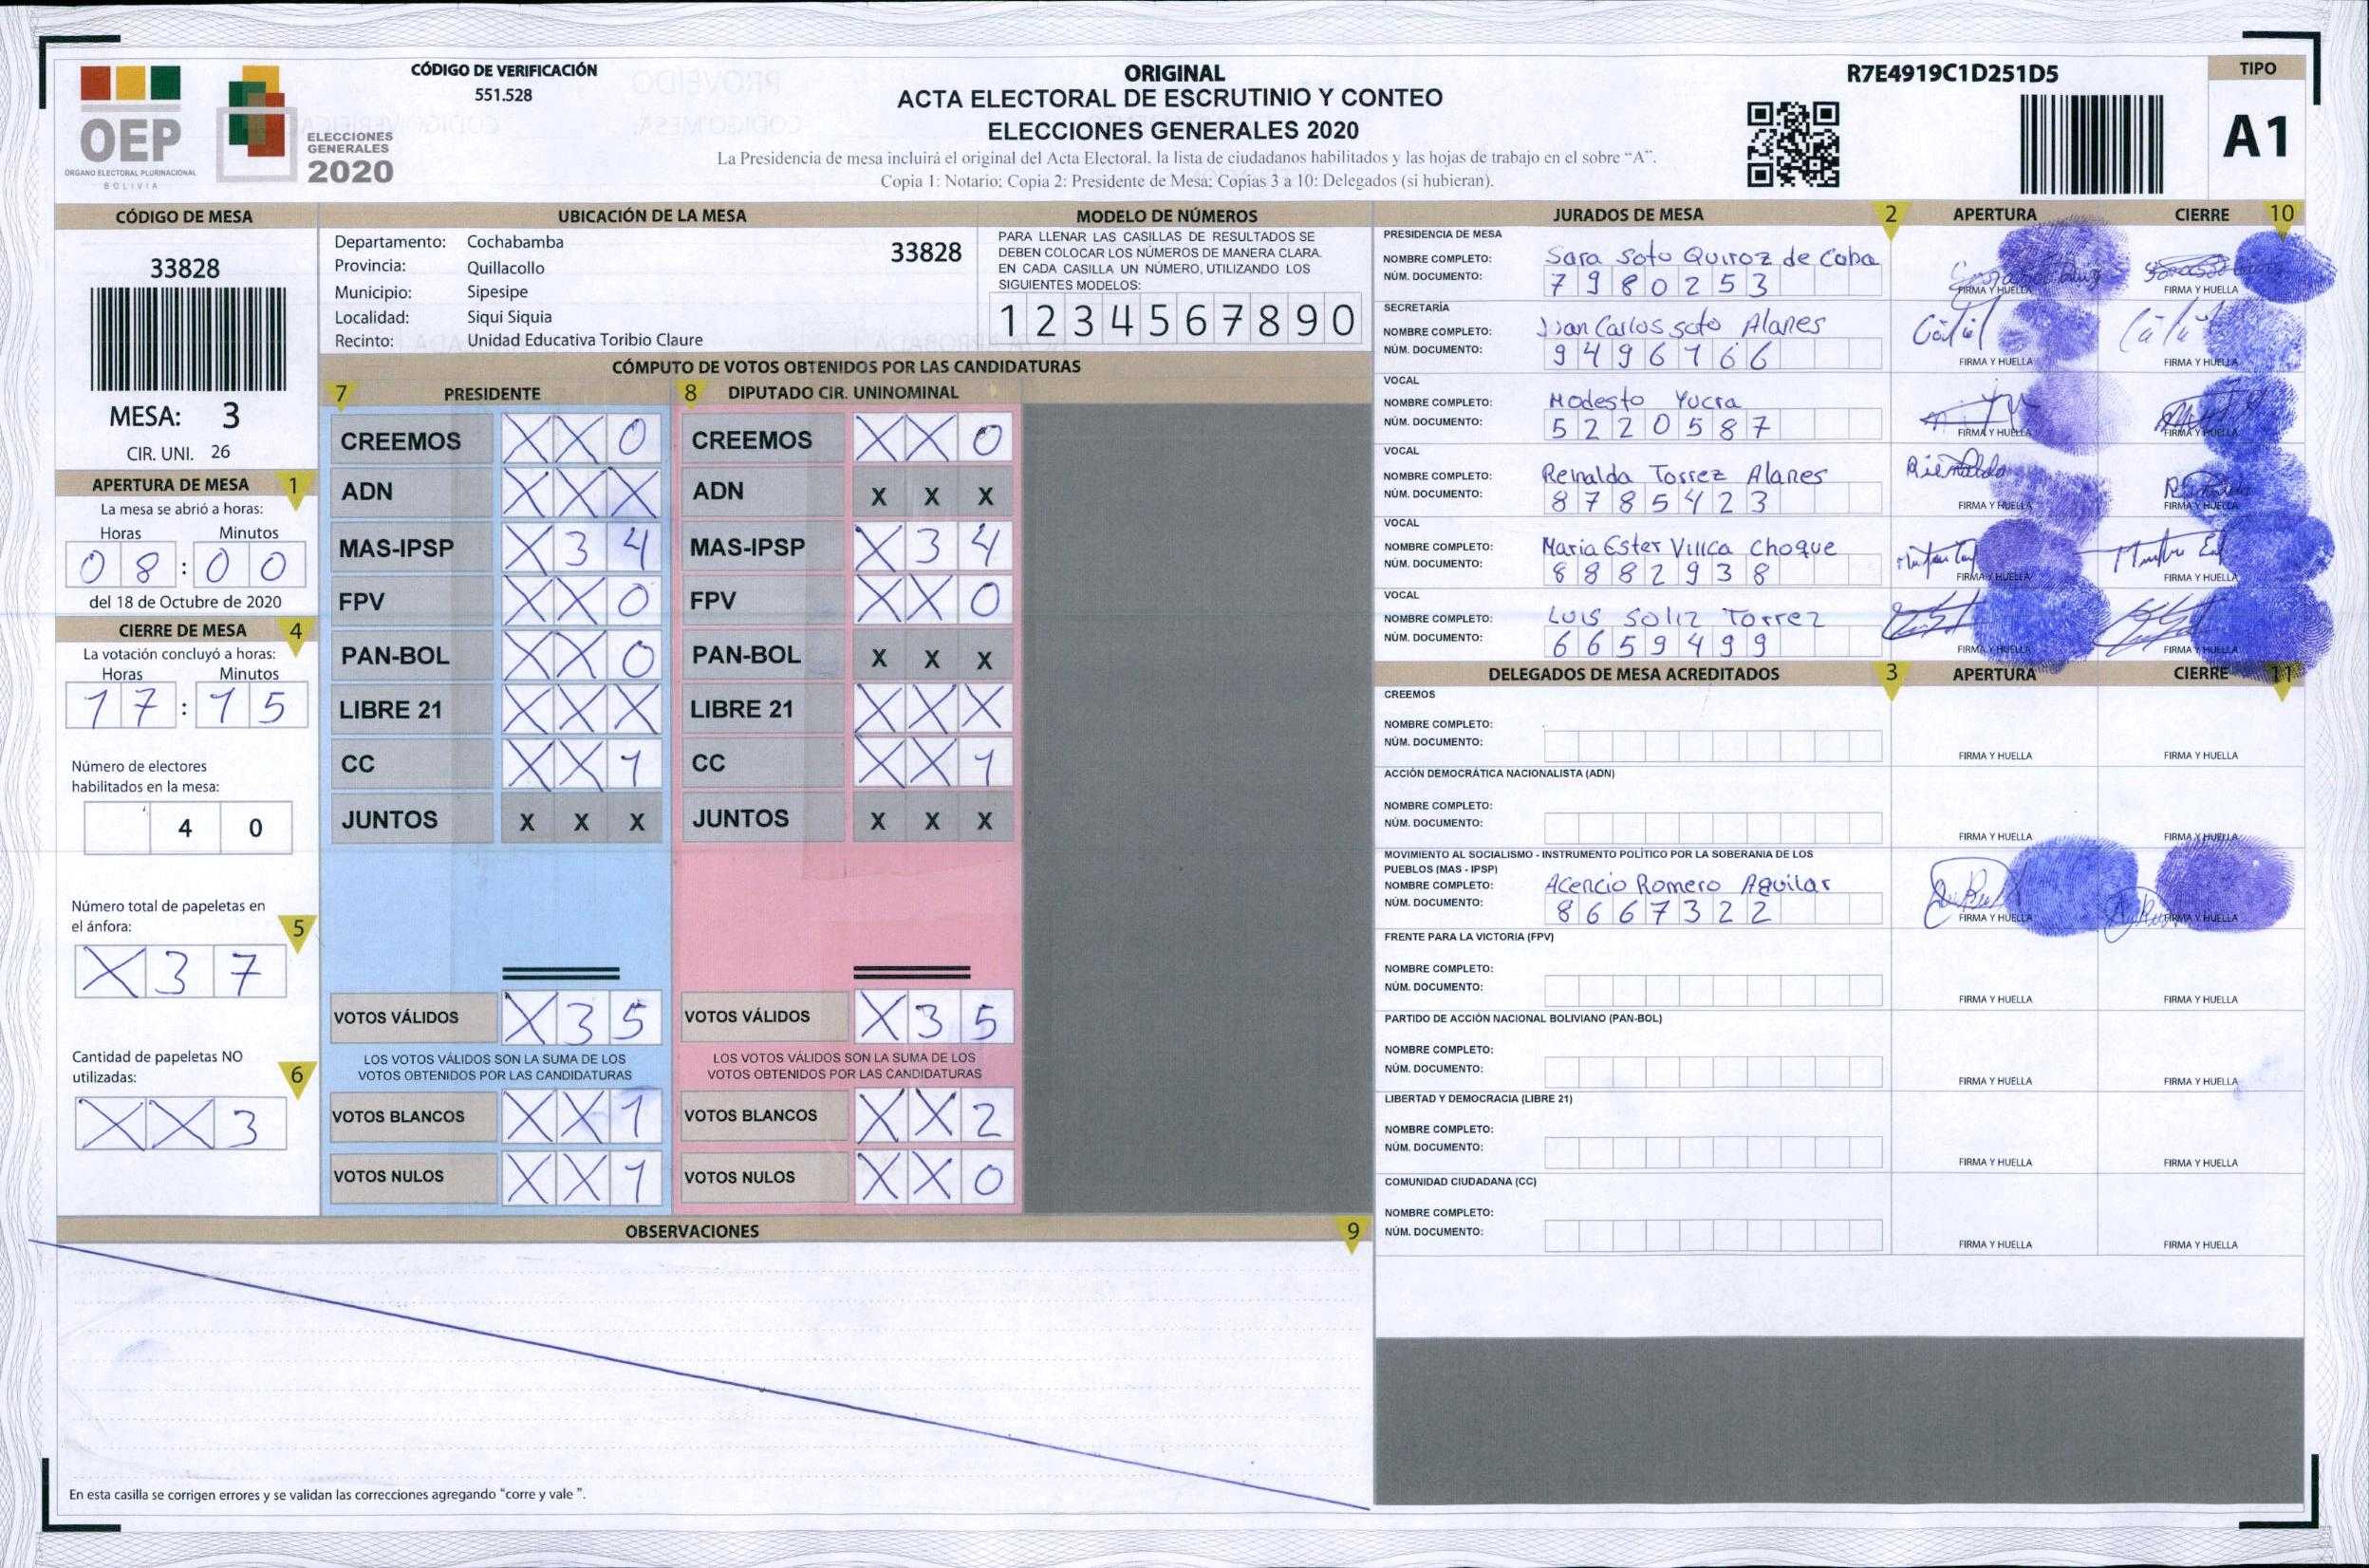 CÓDIGO DE VERIFICACIÓN
551.528
OEP
ÓRGANO ELECTORAL PLURINACIONAL
BOLIVIA
ELECCIONES
GENERALES
2020
ORIGINAL
ACTA ELECTORAL DE ESCRUTINIO Y CONTEO
ELECCIONES GENERALES 2020
La Presidencia de mesa incluirá el original del Acta Electoral, la lista de ciudadanos habilitados y las hojas de trabajo en el sobre “A”.
Copia 1: Notario; Copia 2: Presidente de Mesa; Copias 3 a 10: Delegados (si hubieran).
R7E4919C1D251D5
TIPO
A1
CÓDIGO DE MESA
33828
MESA: 3
CIR. UNI. 26
APERTURA DE MESA 1
La mesa se abrió a horas:
Horas Minutos
0 8 : 0 0
del 18 de Octubre de 2020
CIERRE DE MESA 4
La votación concluyó a horas:
Horas Minutos
1 7 : 1 5
Número de electores
habilitados en la mesa:
4 0
Número total de papeletas en
el ánfora: 5
X 3 7
Cantidad de papeletas NO
utilizadas: 6
X X 3
UBICACIÓN DE LA MESA
Departamento: Cochabamba 33828
Provincia: Quillacollo
Municipio: Sipesipe
Localidad: Siqui Siquia
Recinto: Unidad Educativa Toribio Claure
MODELO DE NÚMEROS
PARA LLENAR LAS CASILLAS DE RESULTADOS SE
DEBEN COLOCAR LOS NÚMEROS DE MANERA CLARA.
EN CADA CASILLA UN NÚMERO, UTILIZANDO LOS
SIGUIENTES MODELOS:
1 2 3 4 5 6 7 8 9 0
CÓMPUTO DE VOTOS OBTENIDOS POR LAS CANDIDATURAS
7 PRESIDENTE
CREEMOS X X 0
ADN X X X
MAS-IPSP X 3 4
FPV X X 0
PAN-BOL X X 0
LIBRE 21 X X X
CC X X 1
JUNTOS X X X
VOTOS VÁLIDOS X 3 5
LOS VOTOS VÁLIDOS SON LA SUMA DE LOS
VOTOS OBTENIDOS POR LAS CANDIDATURAS
VOTOS BLANCOS X X 1
VOTOS NULOS X X 1
8 DIPUTADO CIR. UNINOMINAL
CREEMOS X X 0
ADN X X X
MAS-IPSP X 3 4
FPV X X 0
PAN-BOL X X X
LIBRE 21 X X X
CC X X 1
JUNTOS X X X
VOTOS VÁLIDOS X 3 5
LOS VOTOS VÁLIDOS SON LA SUMA DE LOS
VOTOS OBTENIDOS POR LAS CANDIDATURAS
VOTOS BLANCOS X X 2
VOTOS NULOS X X 0
OBSERVACIONES 9
En esta casilla se corrigen errores y se validan las correcciones agregando “corre y vale ”.
JURADOS DE MESA 2 APERTURA CIERRE 10
PRESIDENCIA DE MESA
NOMBRE COMPLETO: Sara Soto Quiroz de Coba
NÚM. DOCUMENTO: 7 9 8 0 2 5 3
FIRMA Y HUELLA FIRMA Y HUELLA
SECRETARÍA
NOMBRE COMPLETO: Juan Carlos soto Alanes
NÚM. DOCUMENTO: 9 4 9 6 1 6 6
FIRMA Y HUELLA FIRMA Y HUELLA
VOCAL
NOMBRE COMPLETO: Modesto Yucra
NÚM. DOCUMENTO: 5 2 2 0 5 8 7
FIRMA Y HUELLA FIRMA Y HUELLA
VOCAL
NOMBRE COMPLETO: Reinalda Torrez Alanes
NÚM. DOCUMENTO: 8 7 8 5 4 2 3
FIRMA Y HUELLA FIRMA Y HUELLA
VOCAL
NOMBRE COMPLETO: Maria Ester Villca Choque
NÚM. DOCUMENTO: 8 8 8 2 9 3 8
FIRMA Y HUELLA FIRMA Y HUELLA
VOCAL
NOMBRE COMPLETO: Luis Soliz Torrez
NÚM. DOCUMENTO: 6 6 5 9 4 9 9
FIRMA Y HUELLA FIRMA Y HUELLA
DELEGADOS DE MESA ACREDITADOS 3 APERTURA CIERRE 11
CREEMOS
NOMBRE COMPLETO:
NÚM. DOCUMENTO:
FIRMA Y HUELLA FIRMA Y HUELLA
ACCIÓN DEMOCRÁTICA NACIONALISTA (ADN)
NOMBRE COMPLETO:
NÚM. DOCUMENTO:
FIRMA Y HUELLA FIRMA Y HUELLA
MOVIMIENTO AL SOCIALISMO - INSTRUMENTO POLÍTICO POR LA SOBERANIA DE LOS
PUEBLOS (MAS - IPSP)
NOMBRE COMPLETO: Acencio Romero Aguilar
NÚM. DOCUMENTO: 8 6 6 7 3 2 2
FIRMA Y HUELLA FIRMA Y HUELLA
FRENTE PARA LA VICTORIA (FPV)
NOMBRE COMPLETO:
NÚM. DOCUMENTO:
FIRMA Y HUELLA FIRMA Y HUELLA
PARTIDO DE ACCIÓN NACIONAL BOLIVIANO (PAN-BOL)
NOMBRE COMPLETO:
NÚM. DOCUMENTO:
FIRMA Y HUELLA FIRMA Y HUELLA
LIBERTAD Y DEMOCRACIA (LIBRE 21)
NOMBRE COMPLETO:
NÚM. DOCUMENTO:
FIRMA Y HUELLA FIRMA Y HUELLA
COMUNIDAD CIUDADANA (CC)
NOMBRE COMPLETO:
NÚM. DOCUMENTO:
FIRMA Y HUELLA FIRMA Y HUELLA